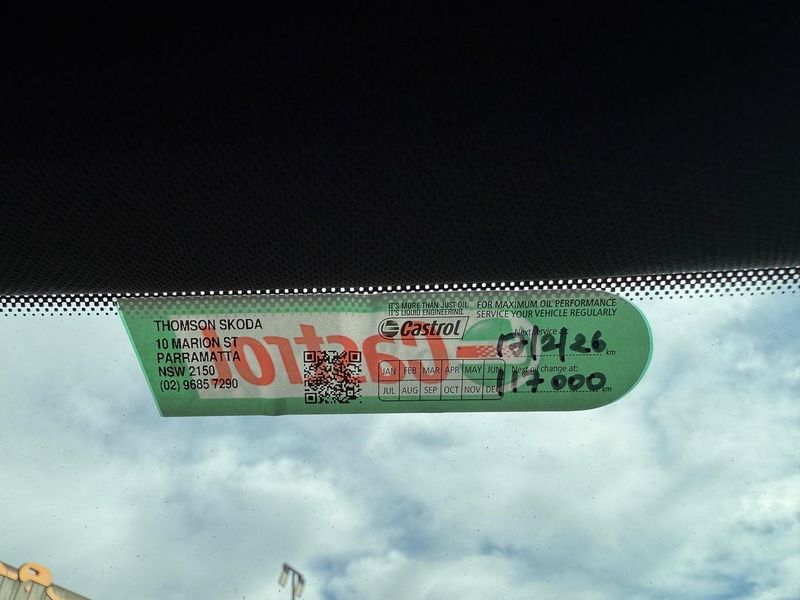 THOMSON SKODA
10 MARION ST
PARRAMATTA
NSW 2150
(02) 9685 7290
Castrol
IT'S MORE THAN JUST OIL
IT'S LIQUID ENGINEERING.
Castrol
JAN FEB MAR APR MAY JUN
JUL AUG SEP OCT NOV DEC
FOR MAXIMUM OIL PERFORMANCE
SERVICE YOUR VEHICLE REGULARLY
Next service at:
17/2/26 km
Next oil change at:
117000 km